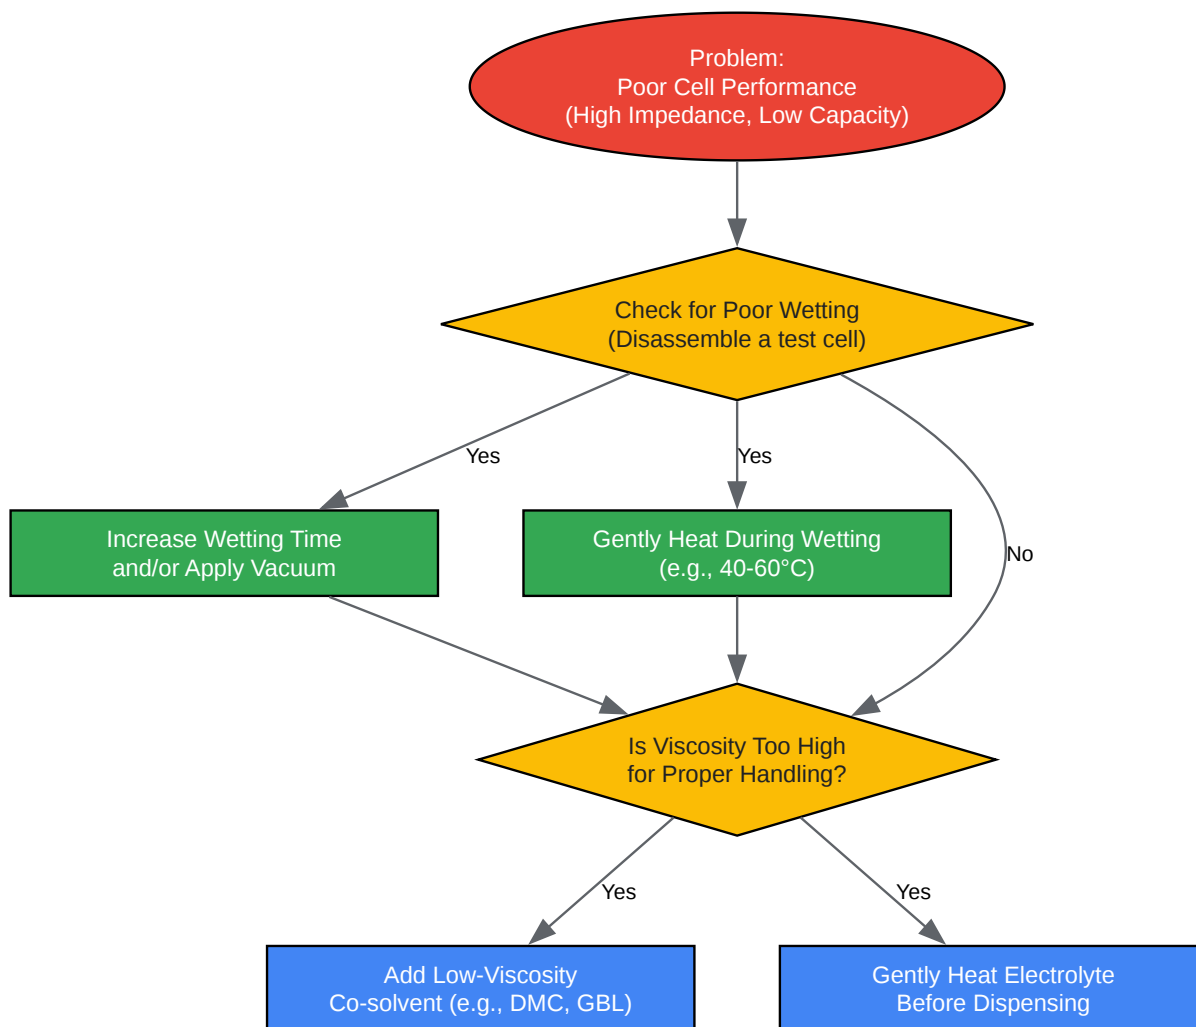 Problem:
Poor Cell Performance
(High Impedance, Low Capacity)
Check for Poor Wetting
(Disassemble a test cell)
Yes
Yes
Increase Wetting Time
and/or Apply Vacuum
Gently Heat During Wetting
(e.g., 40-60°C)
No
Is Viscosity Too High
for Proper Handling?
Yes
Yes
Add Low-Viscosity
Co-solvent (e.g., DMC, GBL)
Gently Heat Electrolyte
Before Dispensing